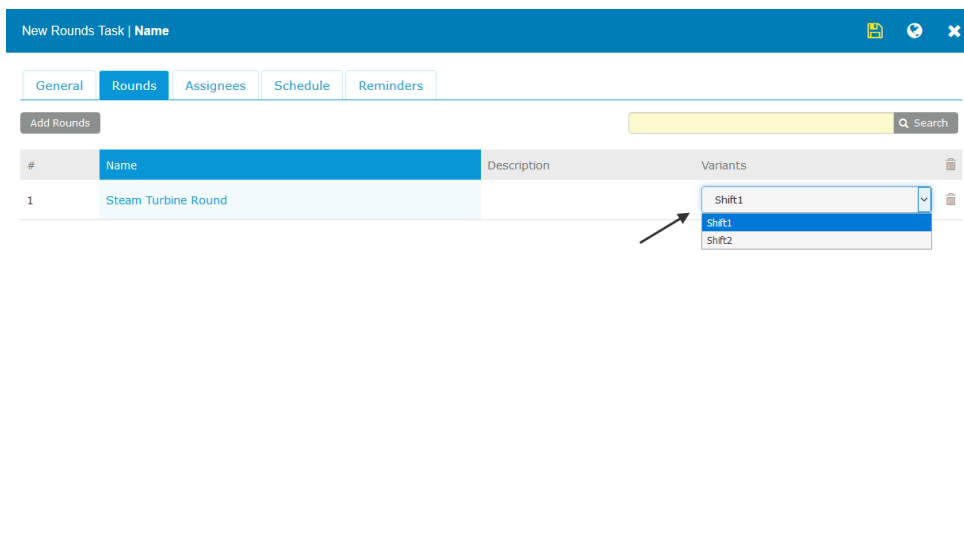 New Rounds Task | Name
General Rounds Assignees Schedule Reminders
Add Rounds Search
# Name Description Variants
1 Steam Turbine Round Shift1
Shift1
Shift2